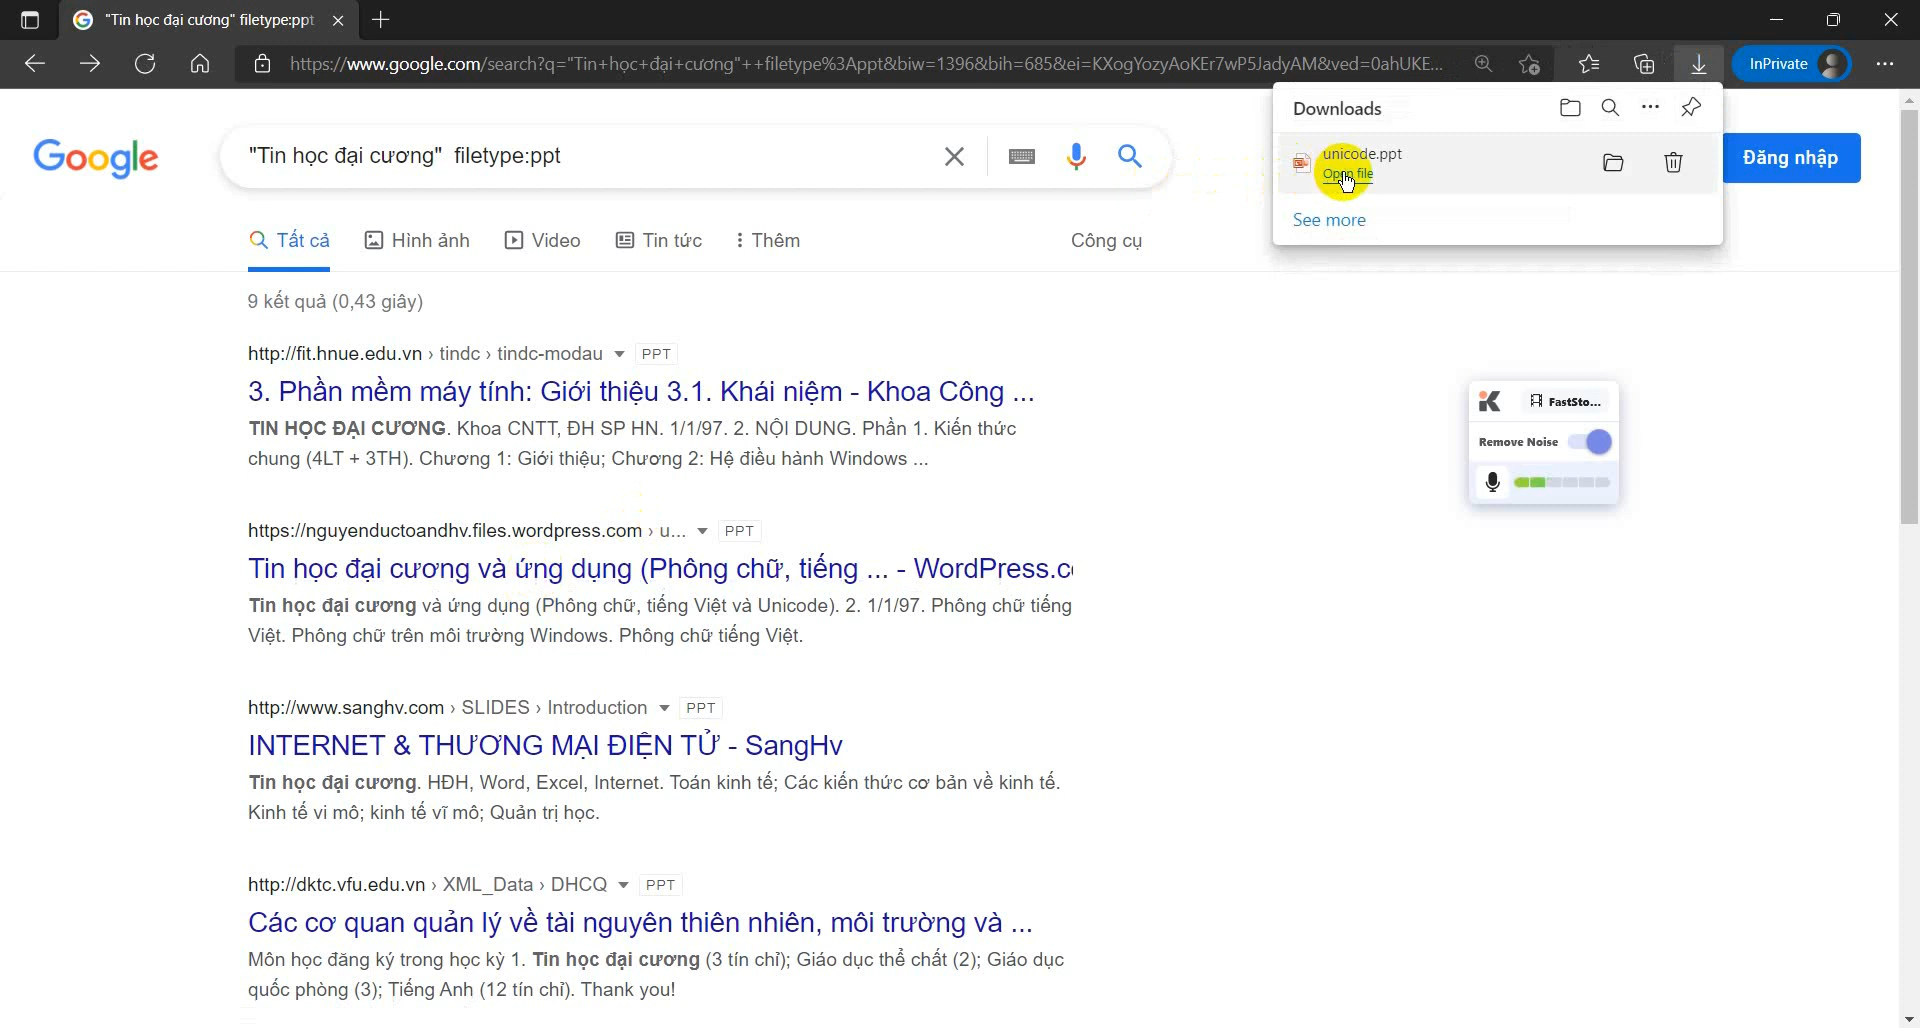 "Tin học đại cương" filetype:ppt
https://www.google.com/search?q="Tin+học+đại+cương"++filetype%3Appt&biw=1396&bih=685&ei=KXogYozyAoKEr7wP5JadyAM&ved=0ahUKE...
InPrivate
Downloads
unicode.ppt
Open file
See more
Google
"Tin học đại cương" filetype:ppt
Đăng nhập
Tất cả
Hình ảnh
Video
Tin tức
Thêm
Công cụ
9 kết quả (0,43 giây)
http://fit.hnue.edu.vn › tindc › tindc-modau PPT
3. Phần mềm máy tính: Giới thiệu 3.1. Khái niệm - Khoa Công ...
TIN HỌC ĐẠI CƯƠNG. Khoa CNTT, ĐH SP HN. 1/1/97. 2. NỘI DUNG. Phần 1. Kiến thức
chung (4LT + 3TH). Chương 1: Giới thiệu; Chương 2: Hệ điều hành Windows ...
FastSto...
Remove Noise
https://nguyenductoandhv.files.wordpress.com › u... PPT
Tin học đại cương và ứng dụng (Phông chữ, tiếng ... - WordPress.c
Tin học đại cương và ứng dụng (Phông chữ, tiếng Việt và Unicode). 2. 1/1/97. Phông chữ tiếng
Việt. Phông chữ trên môi trường Windows. Phông chữ tiếng Việt.
http://www.sanghv.com › SLIDES › Introduction PPT
INTERNET & THƯƠNG MẠI ĐIỆN TỬ - SangHv
Tin học đại cương. HĐH, Word, Excel, Internet. Toán kinh tế; Các kiến thức cơ bản về kinh tế.
Kinh tế vi mô; kinh tế vĩ mô; Quản trị học.
http://dktc.vfu.edu.vn › XML_Data › DHCQ PPT
Các cơ quan quản lý về tài nguyên thiên nhiên, môi trường và ...
Môn học đăng ký trong học kỳ 1. Tin học đại cương (3 tín chỉ); Giáo dục thể chất (2); Giáo dục
quốc phòng (3); Tiếng Anh (12 tín chỉ). Thank you!